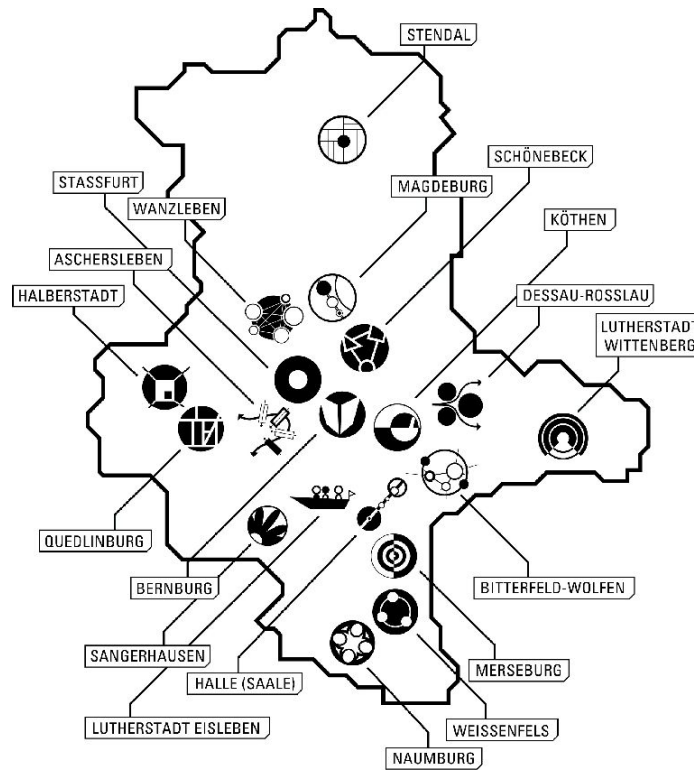 STENDAL
SCHÖNEBECK
STASSFURT
MAGDEBURG
WANZLEBEN
KÖTHEN
ASCHERSLEBEN
HALBERSTADT
DESSAU-ROSSLAU
LUTHERSTADT
WITTENBERG
QUEDLINBURG
BERNBURG
BITTERFELD-WOLFEN
SANGERHAUSEN
HALLE (SAALE)
MERSEBURG
LUTHERSTADT EISLEBEN
WEISSENFELS
NAUMBURG